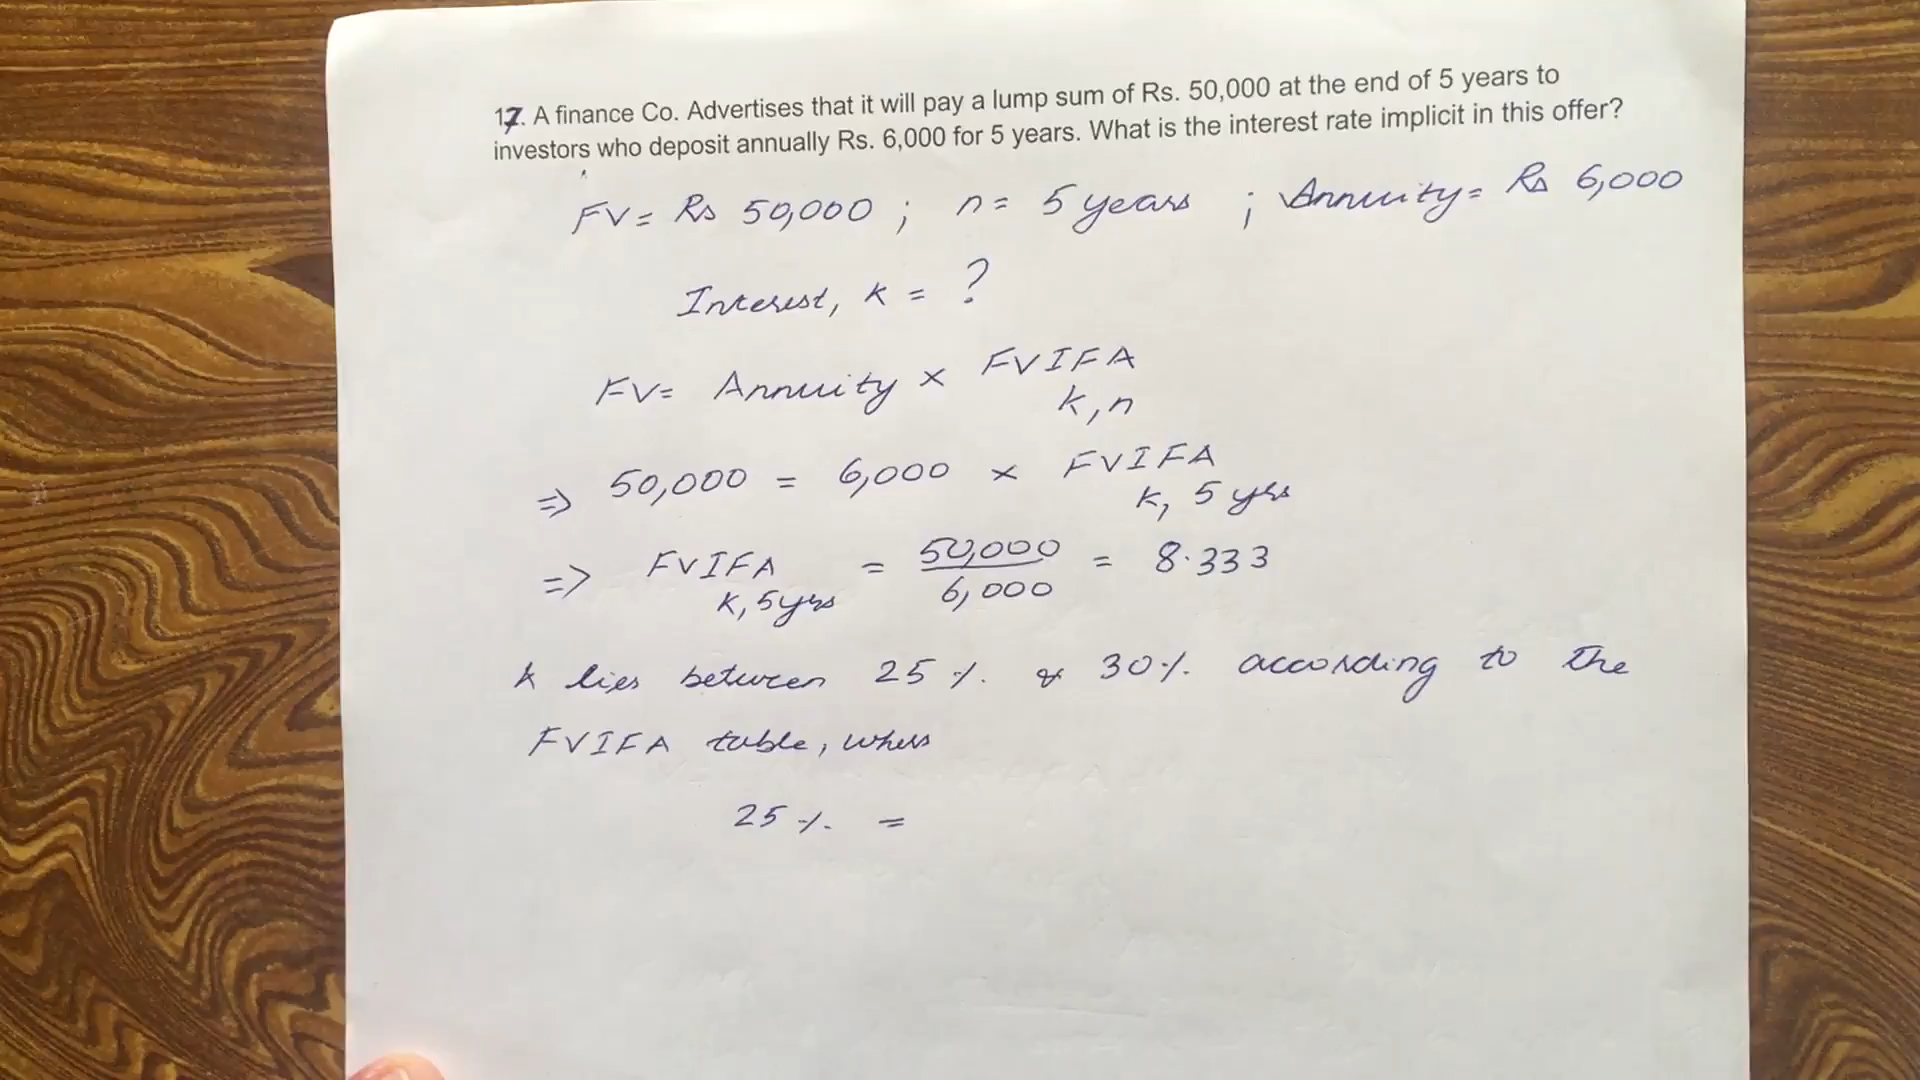 17. A finance Co. Advertises that it will pay a lump sum of Rs. 50,000 at the end of 5 years to
investors who deposit annually Rs. 6,000 for 5 years. What is the interest rate implicit in this offer?
FV = Rs 50,000 ; n = 5 years ; Annuity = Rs 6,000
Interest, k = ?
FV = Annuity × FVIFA k,n
=> 50,000 = 6,000 × FVIFA k, 5 yrs
=> FVIFA k, 5yrs = 50,000 / 6,000 = 8.333
k lies between 25 % & 30 % according to the
FVIFA table, where
25 % =